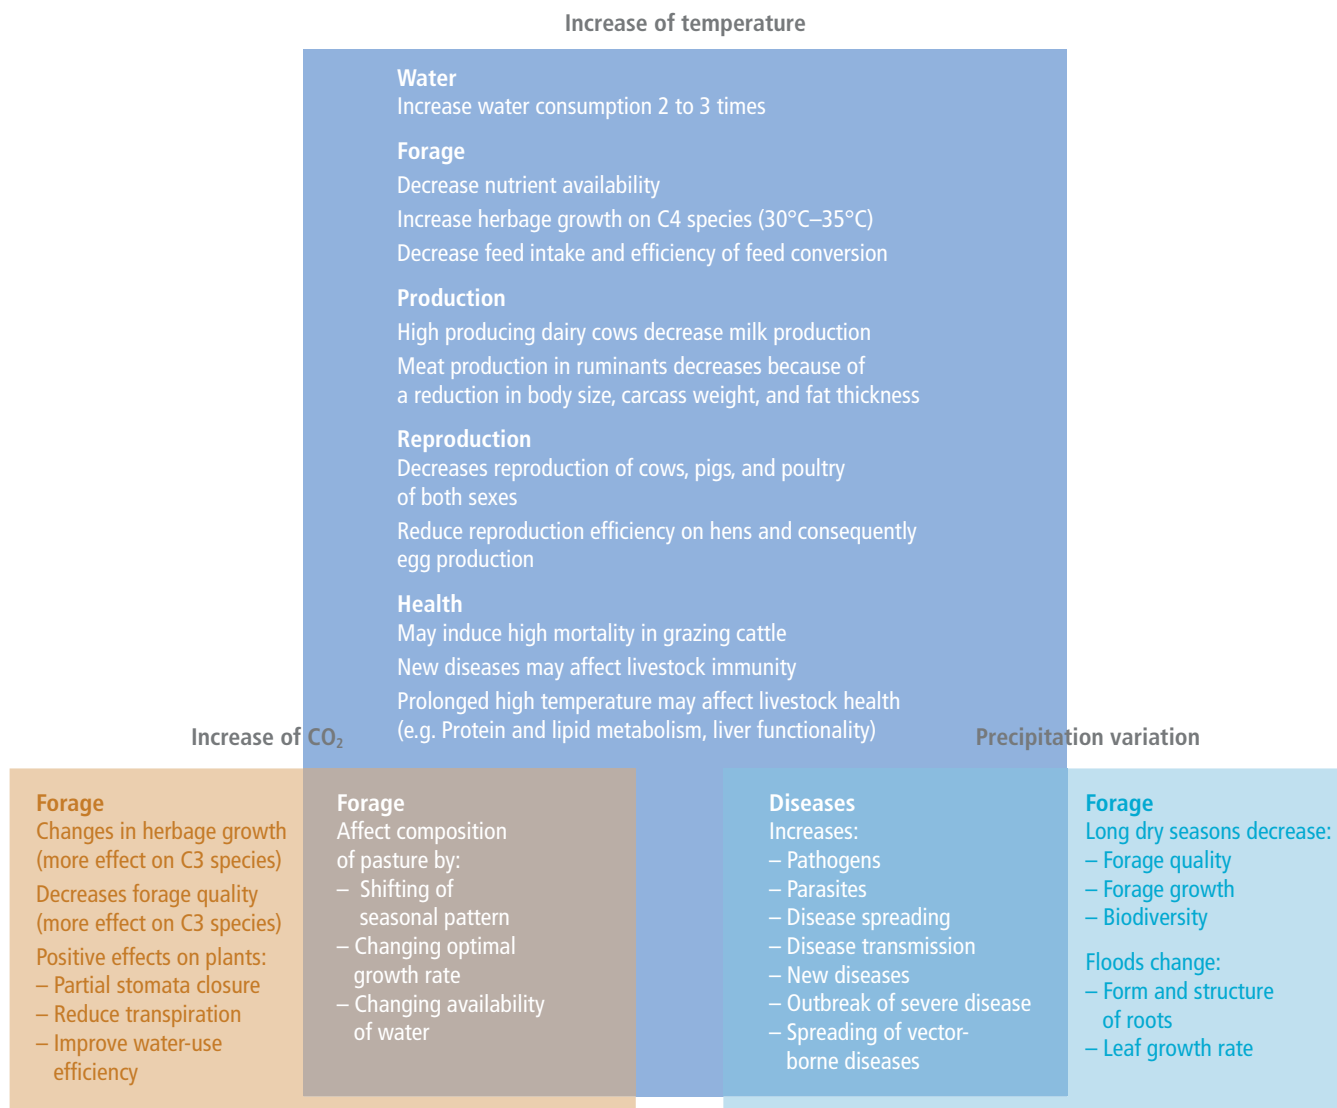 Increase of temperature
Water
Increase water consumption 2 to 3 times
Forage
Decrease nutrient availability
Increase herbage growth on C4 species (30°C–35°C)
Decrease feed intake and efficiency of feed conversion
Production
High producing dairy cows decrease milk production
Meat production in ruminants decreases because of
a reduction in body size, carcass weight, and fat thickness
Reproduction
Decreases reproduction of cows, pigs, and poultry
of both sexes
Reduce reproduction efficiency on hens and consequently
egg production
Health
May induce high mortality in grazing cattle
New diseases may affect livestock immunity
Prolonged high temperature may affect livestock health
(e.g. Protein and lipid metabolism, liver functionality)
Increase of CO₂
Precipitation variation
Forage
Changes in herbage growth
(more effect on C3 species)
Decreases forage quality
(more effect on C3 species)
Positive effects on plants:
– Partial stomata closure
– Reduce transpiration
– Improve water-use
efficiency
Forage
Affect composition
of pasture by:
– Shifting of
seasonal pattern
– Changing optimal
growth rate
– Changing availability
of water
Diseases
Increases:
– Pathogens
– Parasites
– Disease spreading
– Disease transmission
– New diseases
– Outbreak of severe disease
– Spreading of vector-
borne diseases
Forage
Long dry seasons decrease:
– Forage quality
– Forage growth
– Biodiversity
Floods change:
– Form and structure
of roots
– Leaf growth rate